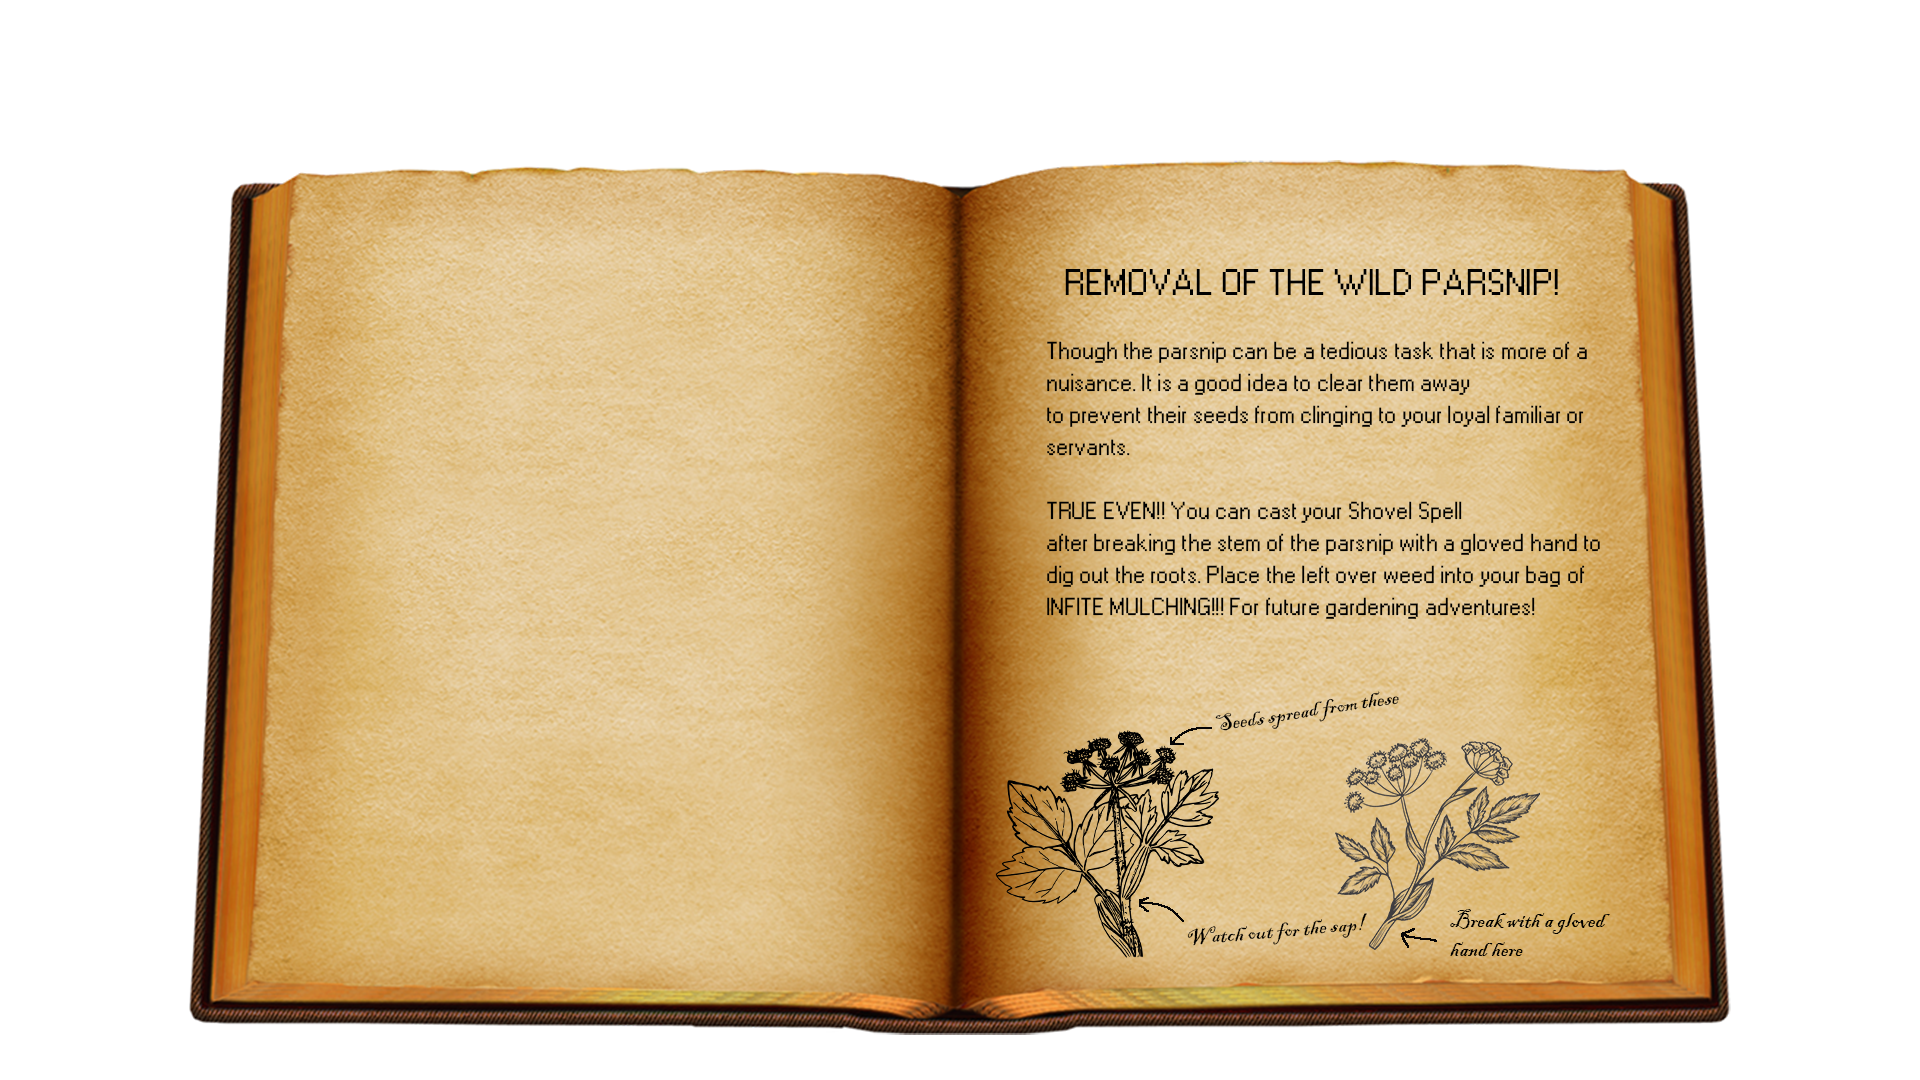 REMOVAL OF THE WILD PARSNIP!
Though the parsnip can be a tedious task that is more of a
nuisance. It is a good idea to clear them away
to prevent their seeds from clinging to your loyal familiar or
servants.
TRUE EVEN!! You can cast your Shovel Spell
after breaking the stem of the parsnip with a gloved hand to
dig out the roots. Place the left over weed into your bag of
INFITE MULCHING!!! For future gardening adventures!
Seeds spread from these
Watch out for the sap!
Break with a gloved
hand here